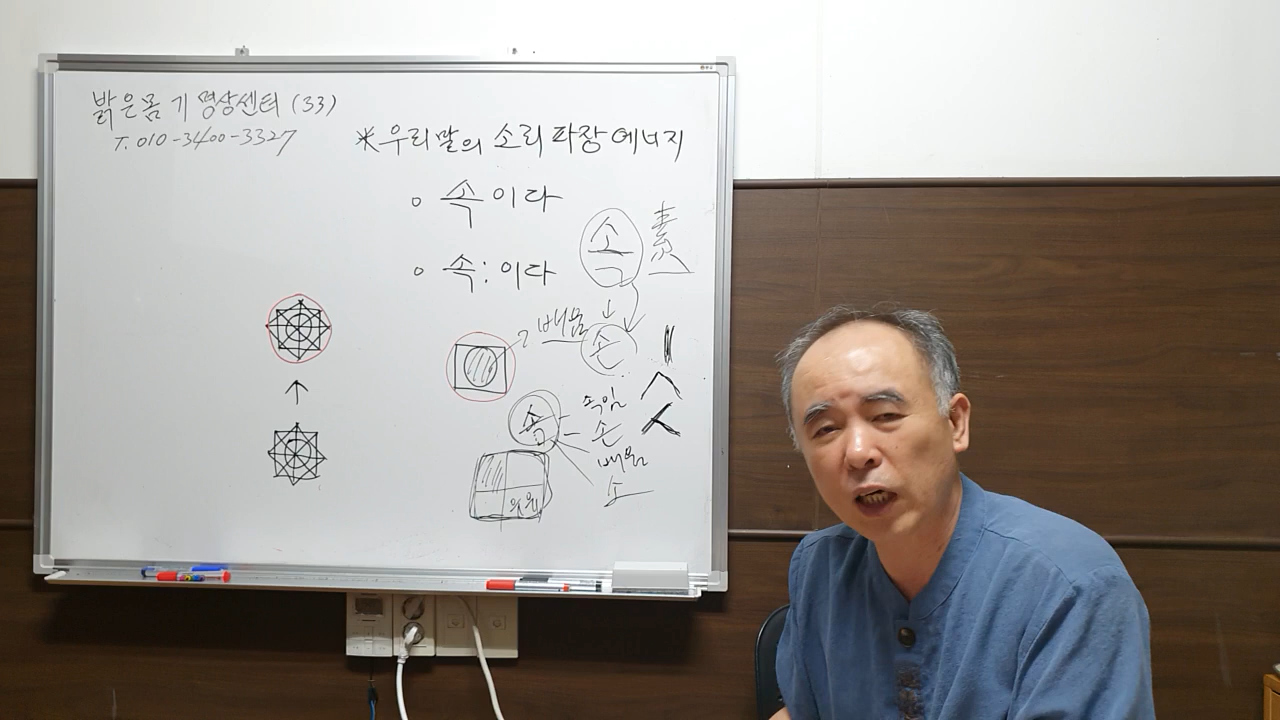 밝은몸 기 명상센터 (33)
T. 010-3400-3327
※우리말의 소리 파장 에너지
○ 속이다
○ 속:이다
소 素
ㄱ
배움 손
속 = 속임
손
배움
소